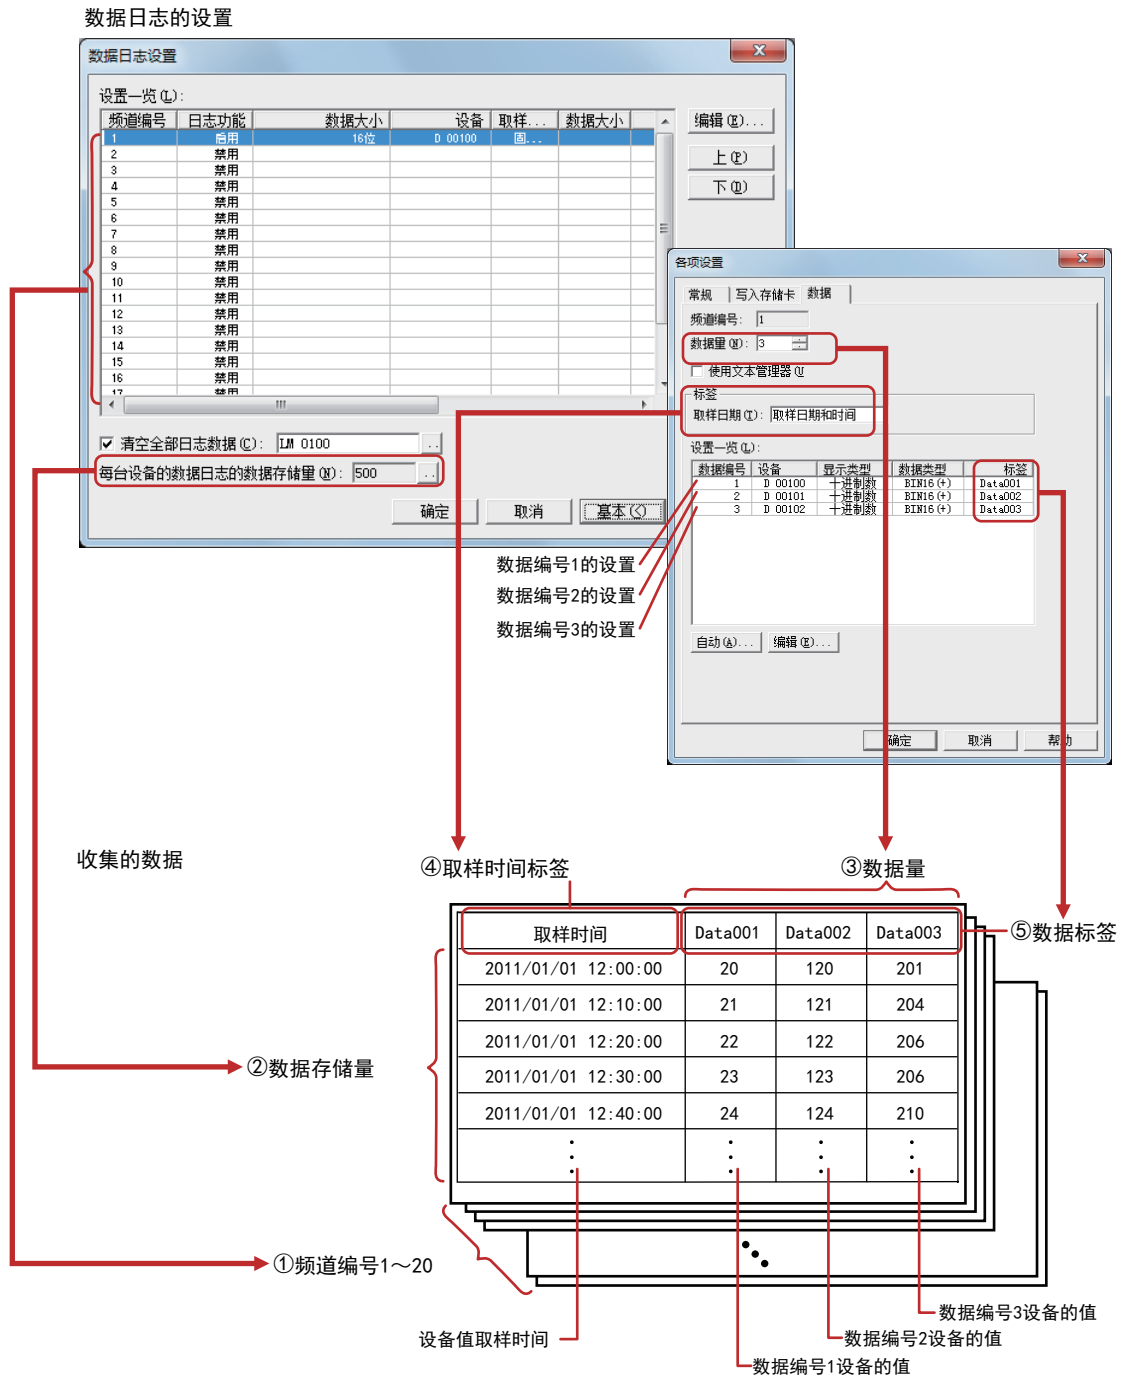 数据日志的设置
数据日志设置
设置一览(L):
频道编号 日志功能 数据大小 设备 取样... 数据大小
1 启用 16位 D 00100 固...
2 禁用
3 禁用
4 禁用
5 禁用
6 禁用
7 禁用
8 禁用
9 禁用
10 禁用
11 禁用
12 禁用
13 禁用
14 禁用
15 禁用
16 禁用
17 禁用
编辑(E)...
上(P)
下(D)
清空全部日志数据(C): LM 0100 ..
每台设备的数据日志的数据存储量(N): 500 ..
确定 取消 基本(<)
各项设置
常规 写入存储卡 数据
频道编号: 1
数据量(N): 3
使用文本管理器(U
标签
取样日期(T): 取样日期和时间
设置一览(L):
数据编号 设备 显示类型 数据类型 标签
1 D 00100 十进制数 BIN16(+) Data001
2 D 00101 十进制数 BIN16(+) Data002
3 D 00102 十进制数 BIN16(+) Data003
自动(A)... 编辑(E)...
确定 取消 帮助
数据编号1的设置
数据编号2的设置
数据编号3的设置
收集的数据
④取样时间标签
③数据量
⑤数据标签
取样时间 Data001 Data002 Data003
2011/01/01 12:00:00 20 120 201
2011/01/01 12:10:00 21 121 204
2011/01/01 12:20:00 22 122 206
2011/01/01 12:30:00 23 123 206
2011/01/01 12:40:00 24 124 210
②数据存储量
①频道编号1～20
设备值取样时间
数据编号3设备的值
数据编号2设备的值
数据编号1设备的值